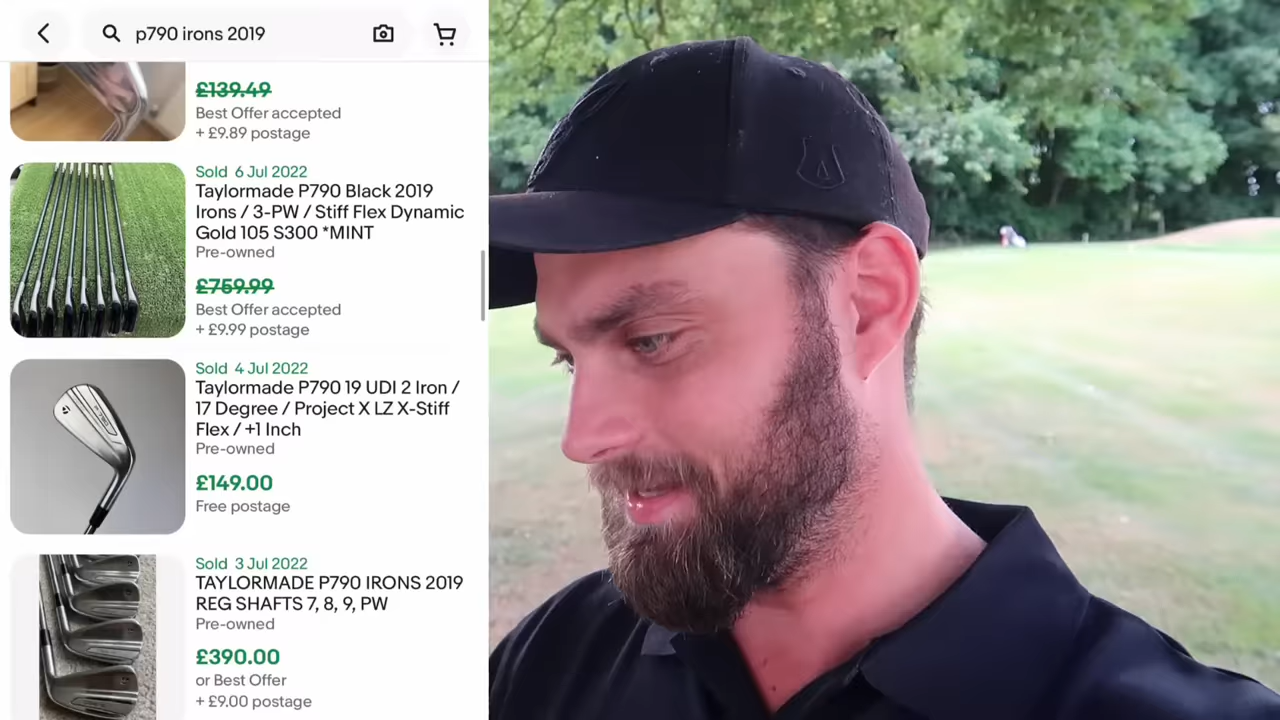 p790 irons 2019
£139.49
Best Offer accepted
+ £9.89 postage
Sold 6 Jul 2022
Taylormade P790 Black 2019
Irons / 3-PW / Stiff Flex Dynamic
Gold 105 S300 *MINT
Pre-owned
£759.99
Best Offer accepted
+ £9.99 postage
Sold 4 Jul 2022
Taylormade P790 19 UDI 2 Iron /
17 Degree / Project X LZ X-Stiff
Flex / +1 Inch
Pre-owned
£149.00
Free postage
Sold 3 Jul 2022
TAYLORMADE P790 IRONS 2019
REG SHAFTS 7, 8, 9, PW
Pre-owned
£390.00
or Best Offer
+ £9.00 postage